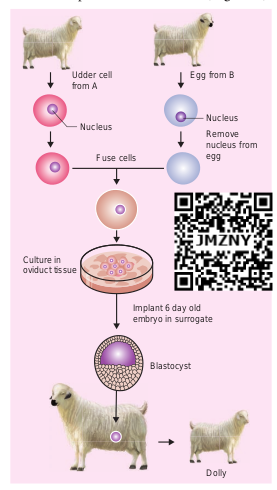 Udder cell
from A
Egg from B
Nucleus
Nucleus
Remove
nucleus from
egg
Fuse cells
JMZNY
Culture in
oviduct tissue
Implant 6 day old
embryo in surrogate
Blastocyst
Dolly